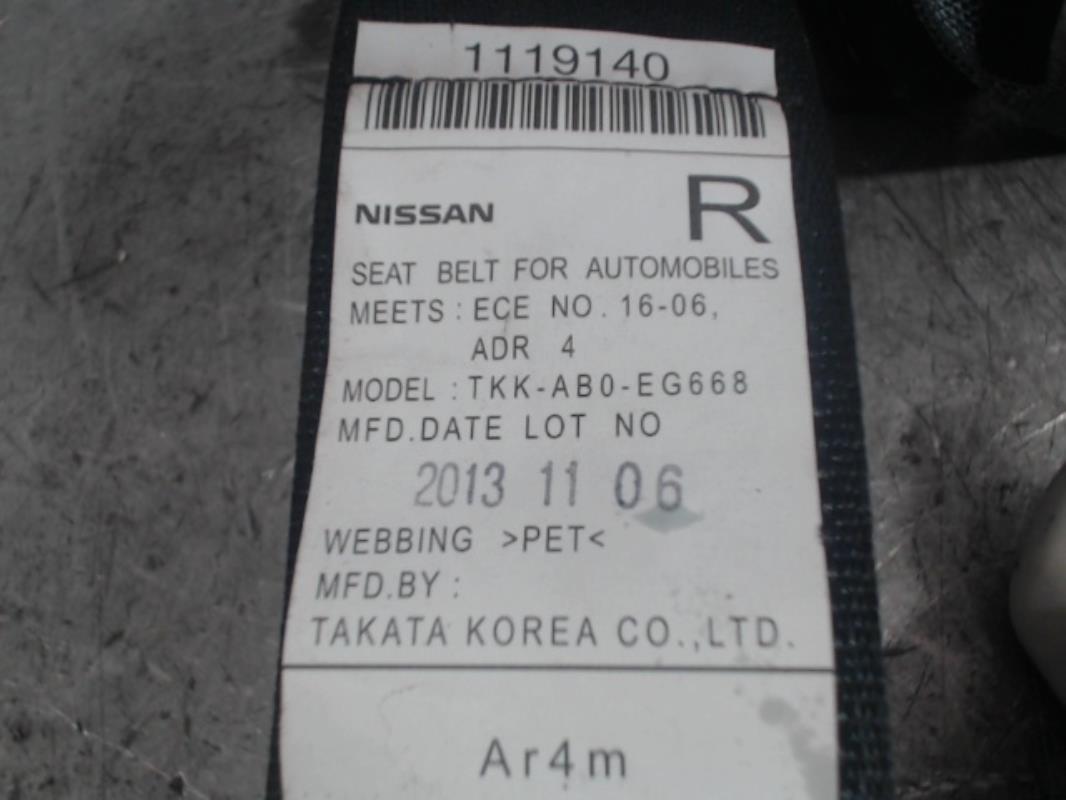 1119140
NISSAN R
SEAT BELT FOR AUTOMOBILES
MEETS : ECE NO. 16-06,
ADR 4
MODEL : TKK-AB0-EG668
MFD.DATE LOT NO
2013 11 06
WEBBING >PET<
MFD.BY :
TAKATA KOREA CO.,LTD.
Ar4m